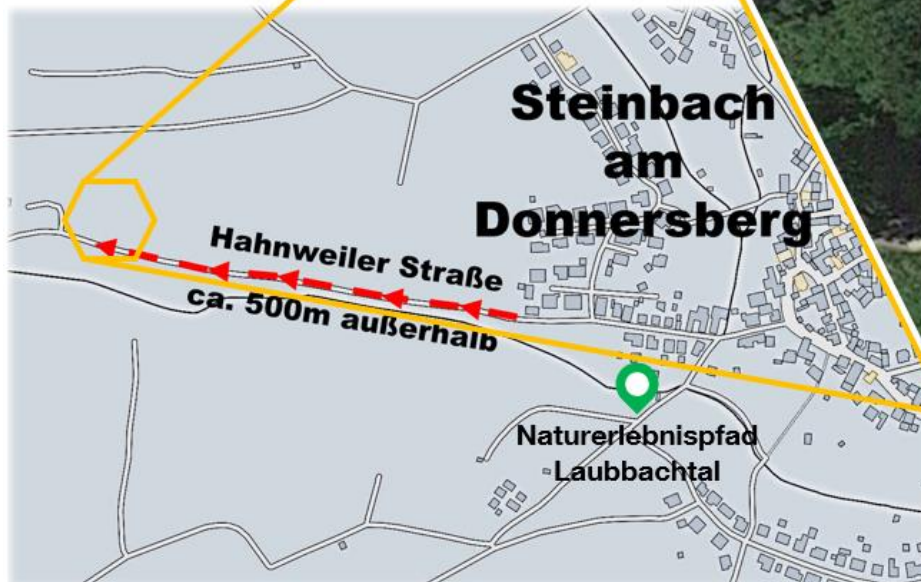 Steinbach
am
Donnersberg
Hahnweiler Straße
ca. 500m außerhalb
Naturerlebnispfad
Laubbachtal